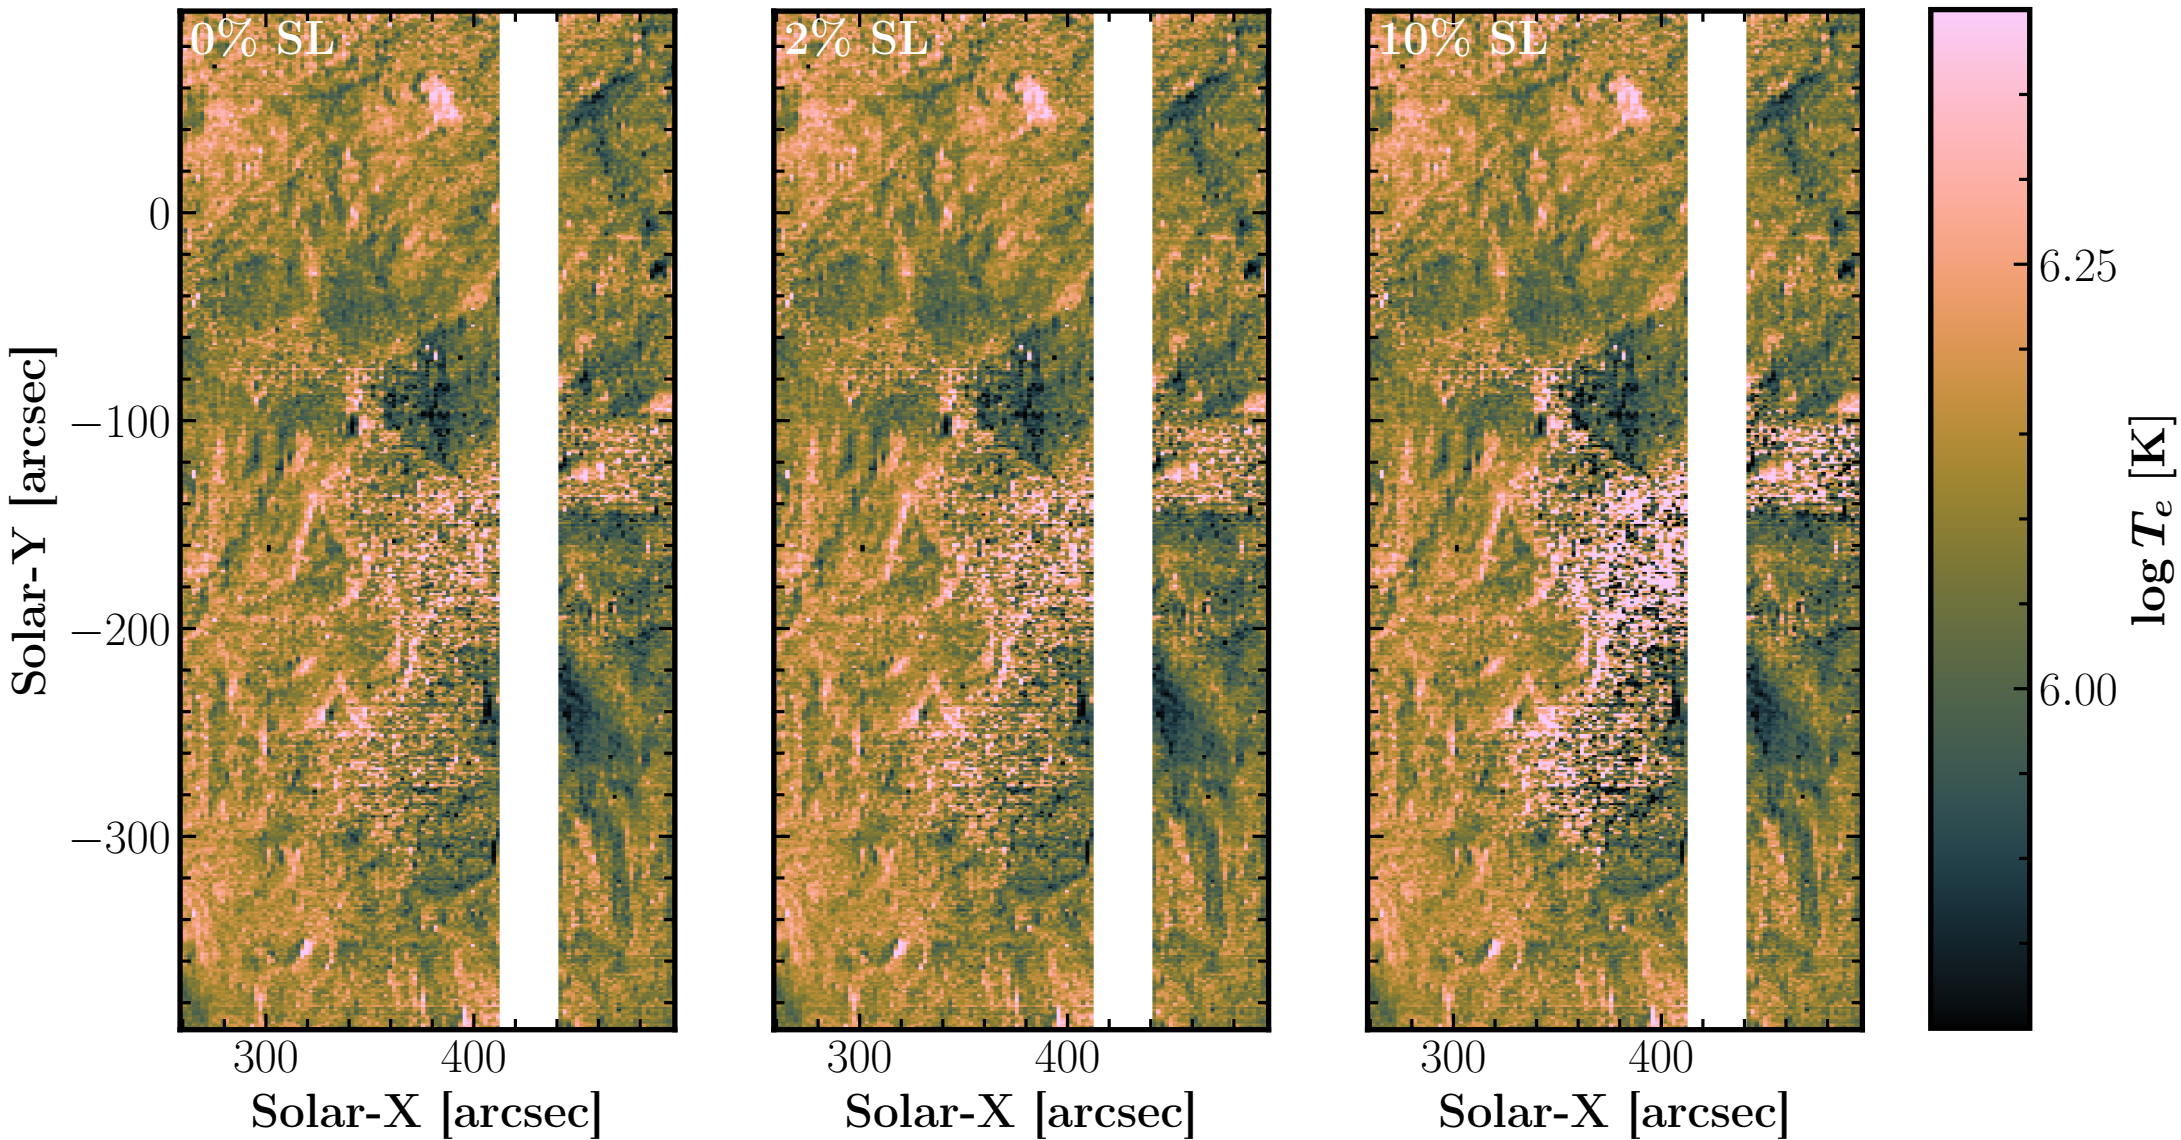 0% SL
2% SL
10% SL
Solar-Y [arcsec]
0
−100
−200
−300
300 400
300 400
300 400
Solar-X [arcsec]
Solar-X [arcsec]
Solar-X [arcsec]
6.25
6.00
log Te [K]